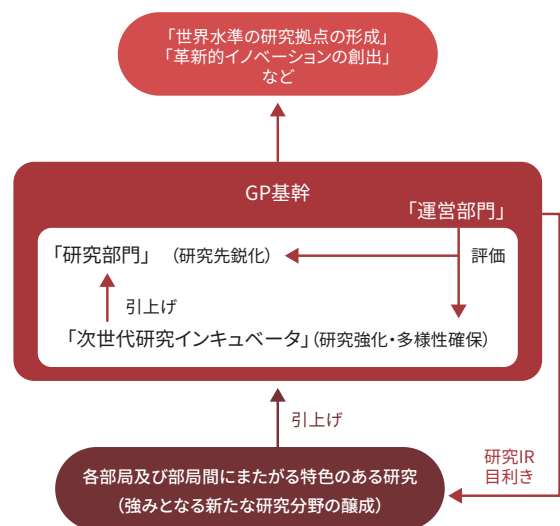 「世界水準の研究拠点の形成」
「革新的イノベーションの創出」
など
GP基幹
「運営部門」
「研究部門」（研究先鋭化）
評価
引上げ
「次世代研究インキュベータ」（研究強化・多様性確保）
引上げ
研究IR
目利き
各部局及び部局間にまたがる特色のある研究
（強みとなる新たな研究分野の醸成）